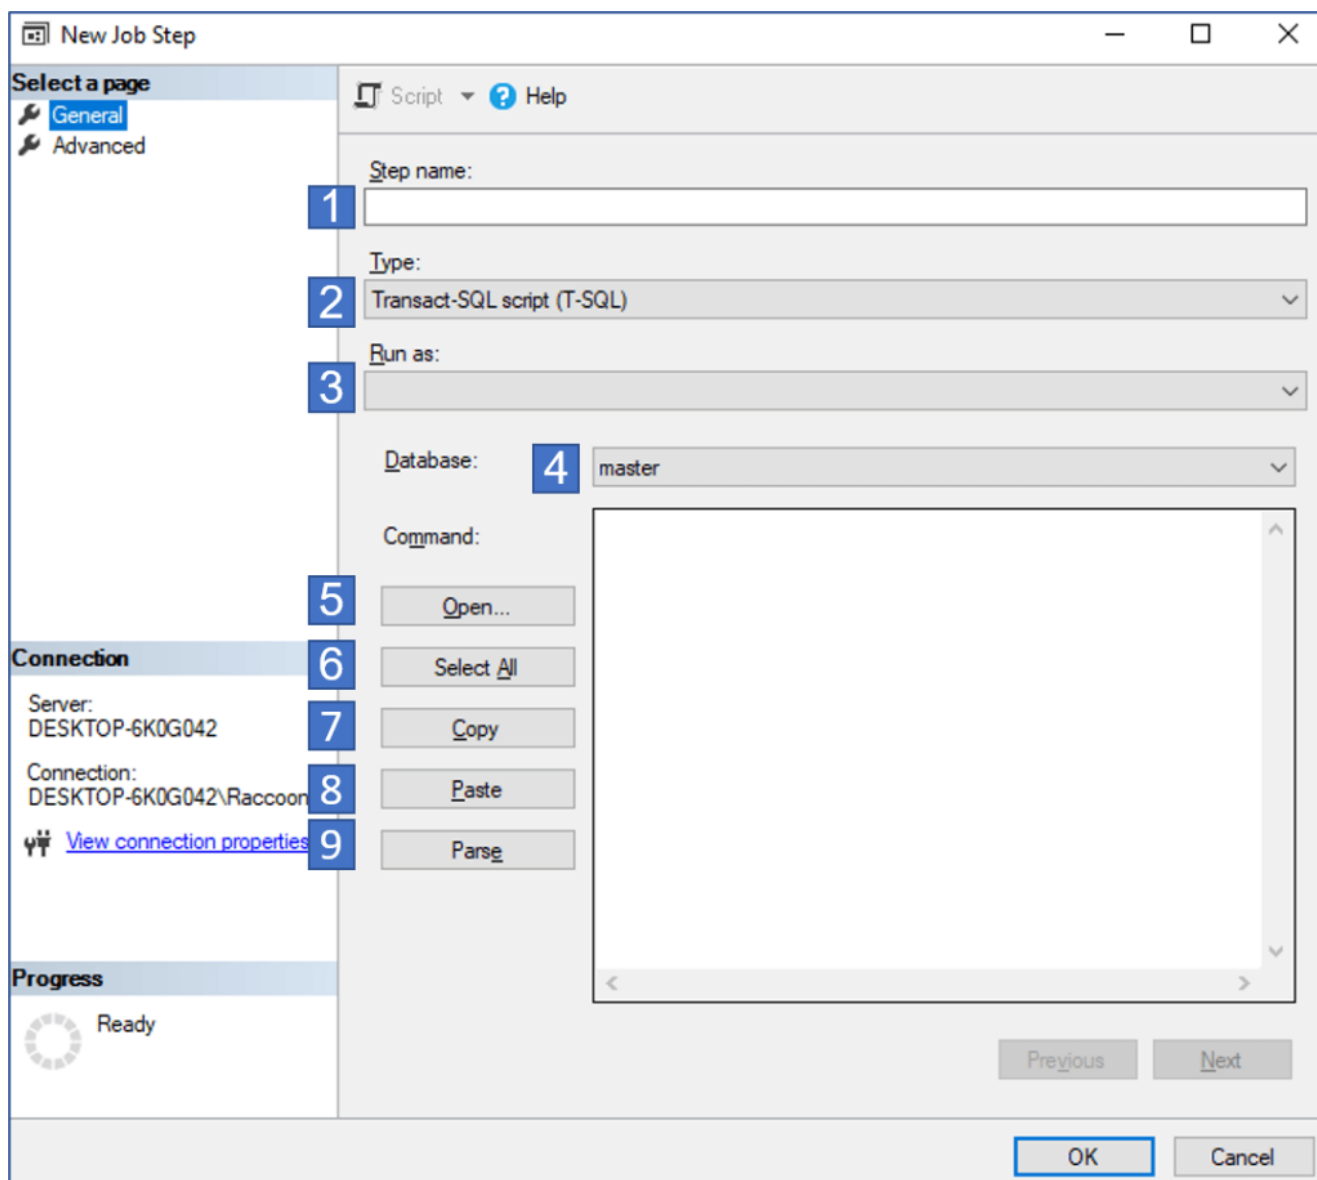 New Job Step
Select a page
General
Advanced
Script
Help
Step name:
1
Type:
2
Transact-SQL script (T-SQL)
Run as:
3
Database:
4
master
Command:
5
Open...
6
Select All
7
Copy
8
Paste
9
Parse
Connection
Server:
DESKTOP-6K0G042
Connection:
DESKTOP-6K0G042\Raccoon
View connection properties
Progress
Ready
Previous
Next
OK
Cancel